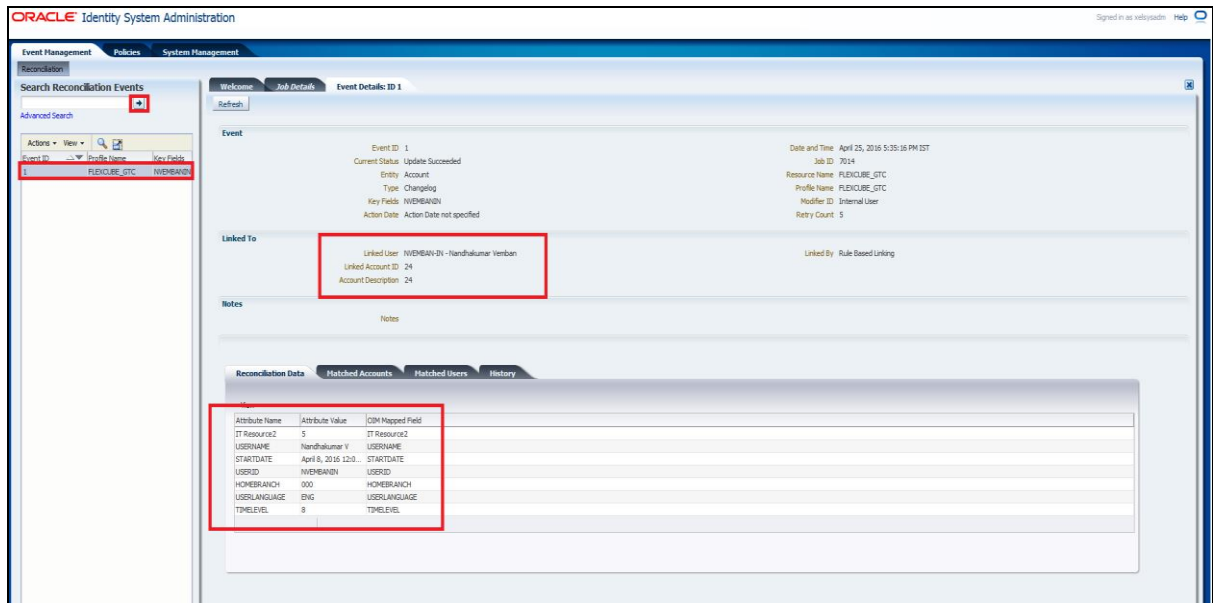 ORACLE® Identity System Administration
Signed in as xelsysadm Help
Event Management Policies System Management
Reconciliation
Search Reconciliation Events
Advanced Search
Actions View
Event ID Profile Name Key Fields
1 FLEXCUBE_GTC NVEMBANIN
Welcome Job Details Event Details: ID 1
Refresh
Event
Event ID 1
Current Status Update Succeeded
Entity Account
Type Changelog
Key Fields NVEMBANIN
Action Date Action Date not specified
Date and Time April 25, 2016 5:35:16 PM IST
Job ID 7014
Resource Name FLEXCUBE_GTC
Profile Name FLEXCUBE_GTC
Modifier ID Internal User
Retry Count 5
Linked To
Linked User NVEMBAN-IN - Nandhakumar Vemban
Linked Account ID 24
Account Description 24
Linked By Rule Based Linking
Notes
Notes
Reconciliation Data Matched Accounts Matched Users History
Attribute Name Attribute Value OIM Mapped Field
IT Resource2 5 IT Resource2
USERNAME Nandhakumar V USERNAME
STARTDATE April 8, 2016 12:0... STARTDATE
USERID NVEMBANIN USERID
HOMEBRANCH 000 HOMEBRANCH
USERLANGUAGE ENG USERLANGUAGE
TIMELEVEL 8 TIMELEVEL